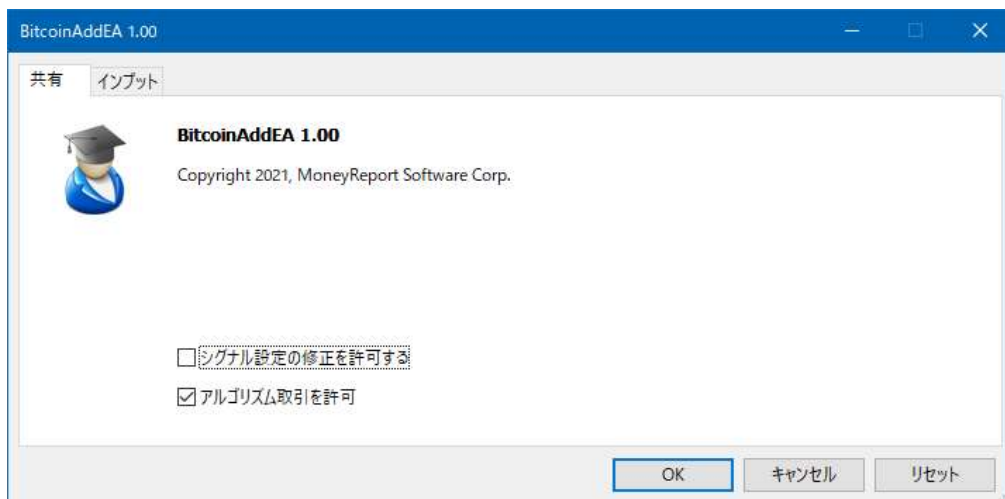 BitcoinAddEA 1.00
共有 インプット
BitcoinAddEA 1.00
Copyright 2021, MoneyReport Software Corp.
シグナル設定の修正を許可する
アルゴリズム取引を許可
OK キャンセル リセット